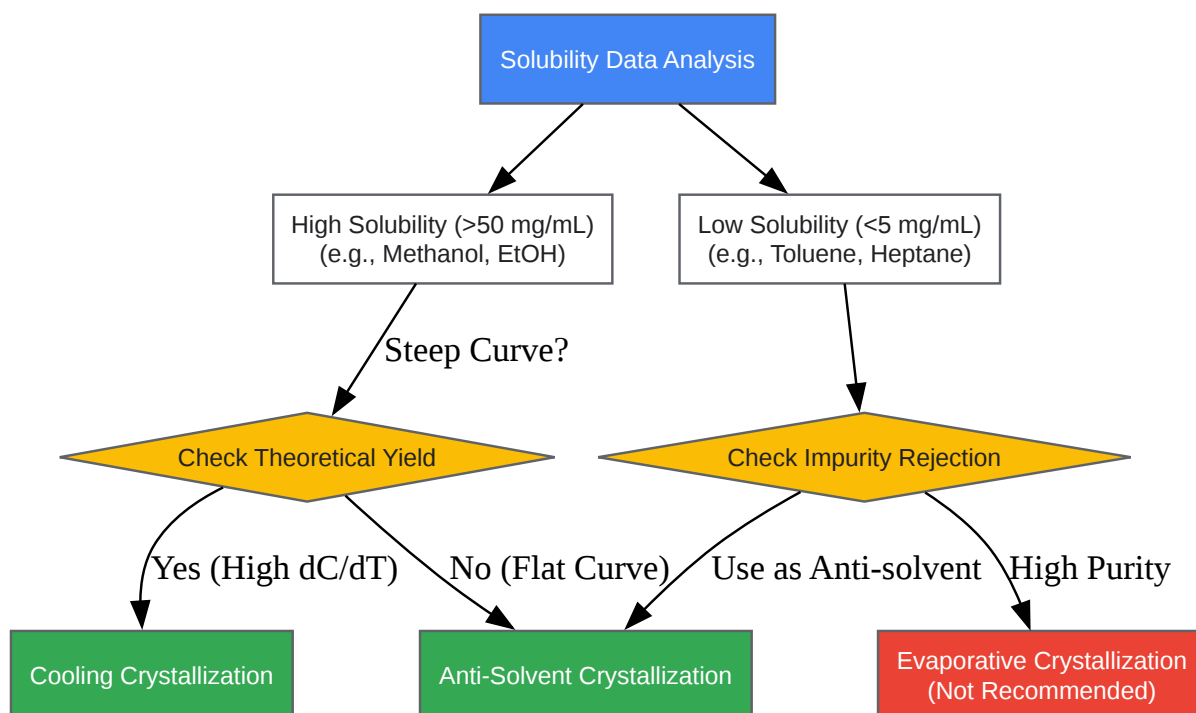 Solubility Data Analysis
High Solubility (>50 mg/mL)
(e.g., Methanol, EtOH)
Low Solubility (<5 mg/mL)
(e.g., Toluene, Heptane)
Steep Curve?
Check Theoretical Yield
Check Impurity Rejection
Yes (High dC/dT)
No (Flat Curve)
Use as Anti-solvent
High Purity
Cooling Crystallization
Anti-Solvent Crystallization
Evaporative Crystallization
(Not Recommended)